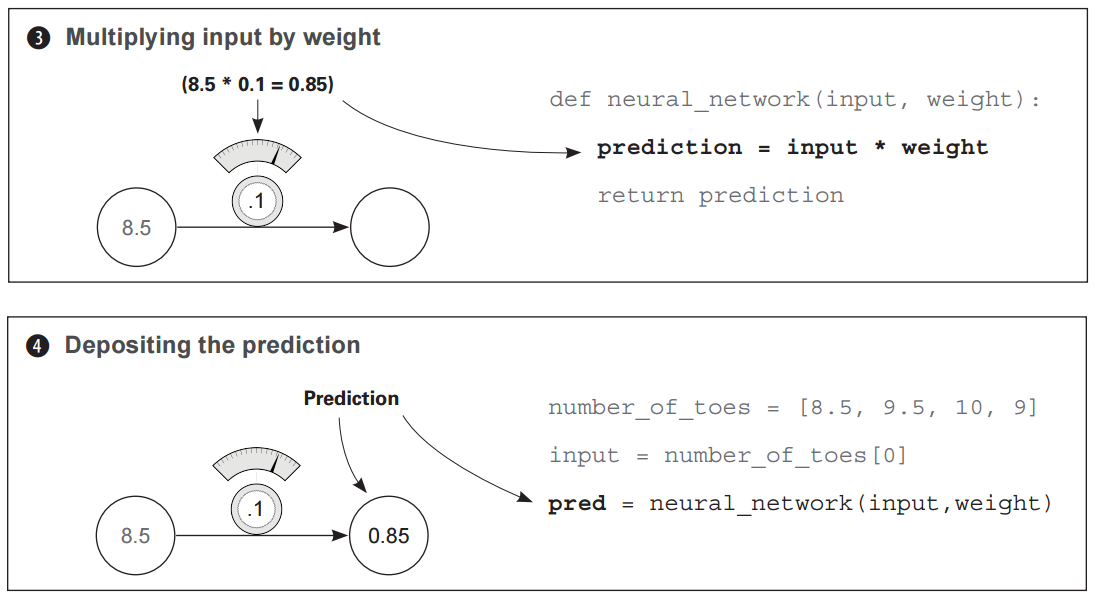 ❸ Multiplying input by weight
(8.5 * 0.1 = 0.85)
def neural_network(input, weight):
prediction = input * weight
return prediction
.1
8.5
❹ Depositing the prediction
Prediction
number_of_toes = [8.5, 9.5, 10, 9]
input = number_of_toes[0]
pred = neural_network(input,weight)
.1
8.5
0.85